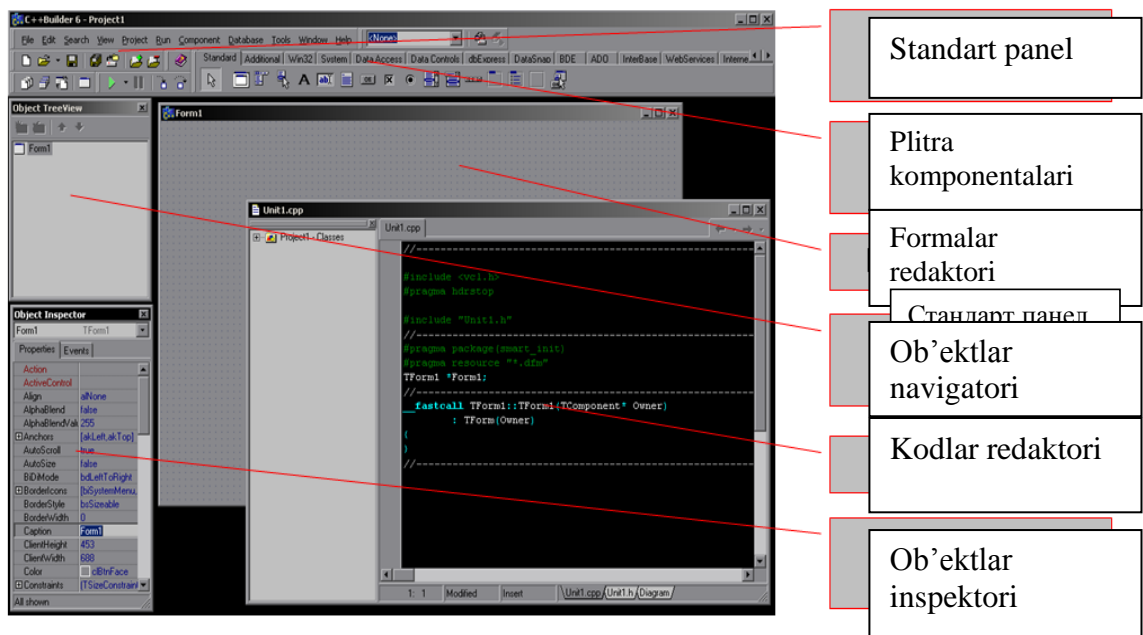 C++Builder 6 - Project1
File Edit Search View Project Run Component Database Tools Window Help <None>
Standard Additional Win32 System Data Access Data Controls dbExpress DataSnap BDE ADO InterBase WebServices Interne
Object TreeView
Form1
Form1
Unit1.cpp
Project1 - Classes
Unit1.cpp
//------------------------------------------------
#include <vcl.h>
#pragma hdrstop
#include "Unit1.h"
//------------------------------------------------
#pragma package(smart_init)
#pragma resource "*.dfm"
TForm1 *Form1;
//------------------------------------------------
__fastcall TForm1::TForm1(TComponent* Owner)
: TForm(Owner)
{
}
//------------------------------------------------
1: 1 Modified Insert Unit1.cpp Unit1.h Diagram
Object Inspector
Form1 TForm1
Properties Events
Action
ActiveControl
Align alNone
AlphaBlend false
AlphaBlendVal 255
Anchors [akLeft,akTop]
AutoScroll true
AutoSize false
BiDiMode bdLeftToRight
BorderIcons [biSystemMenu,
BorderStyle bsSizeable
BorderWidth 0
Caption Form1
ClientHeight 453
ClientWidth 688
Color clBtnFace
Constraints (TSizeConstrain
All shown
Standart panel
Plitra
komponentalari
Formalar
redaktori
Стандарт панел
Ob’ektlar
navigatori
Kodlar redaktori
Ob’ektlar
inspektori